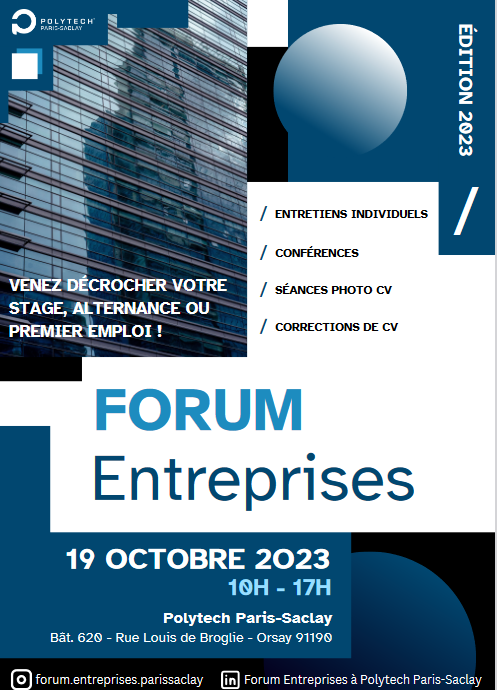 POLYTECH
PARIS-SACLAY
ÉDITION 2023
/
/ ENTRETIENS INDIVIDUELS
/ CONFÉRENCES
/ SÉANCES PHOTO CV
/ CORRECTIONS DE CV
VENEZ DÉCROCHER VOTRE
STAGE, ALTERNANCE OU
PREMIER EMPLOI !
FORUM
Entreprises
19 OCTOBRE 2023
10H - 17H
Polytech Paris-Saclay
Bât. 620 - Rue Louis de Broglie - Orsay 91190
forum.entreprises.parissaclay
in Forum Entreprises à Polytech Paris-Saclay